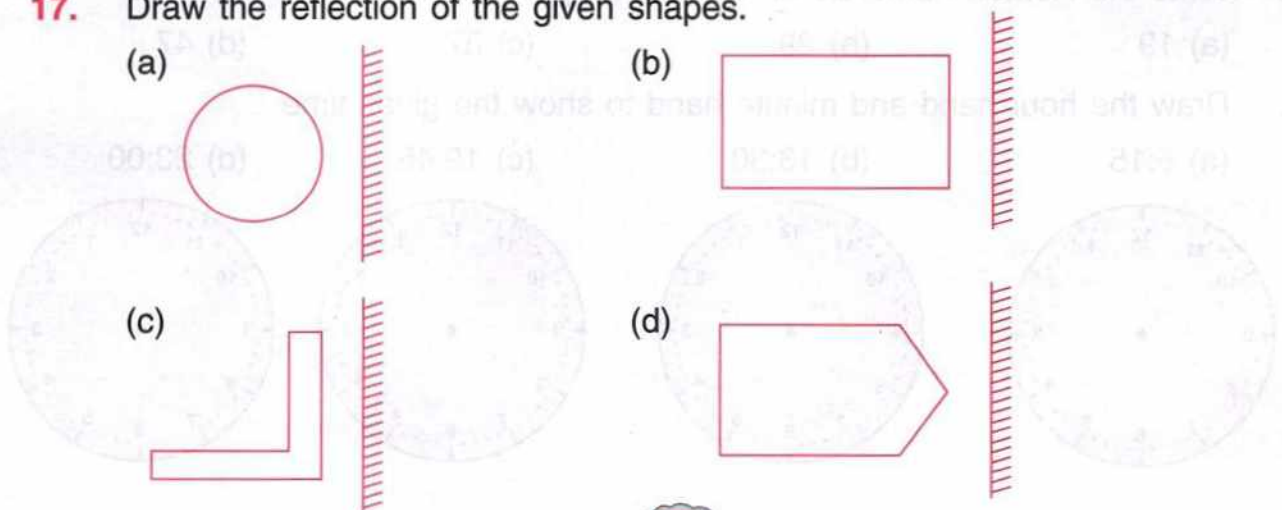 17. Draw the reflection of the given shapes.
(a)
(b)
(c)
(d)